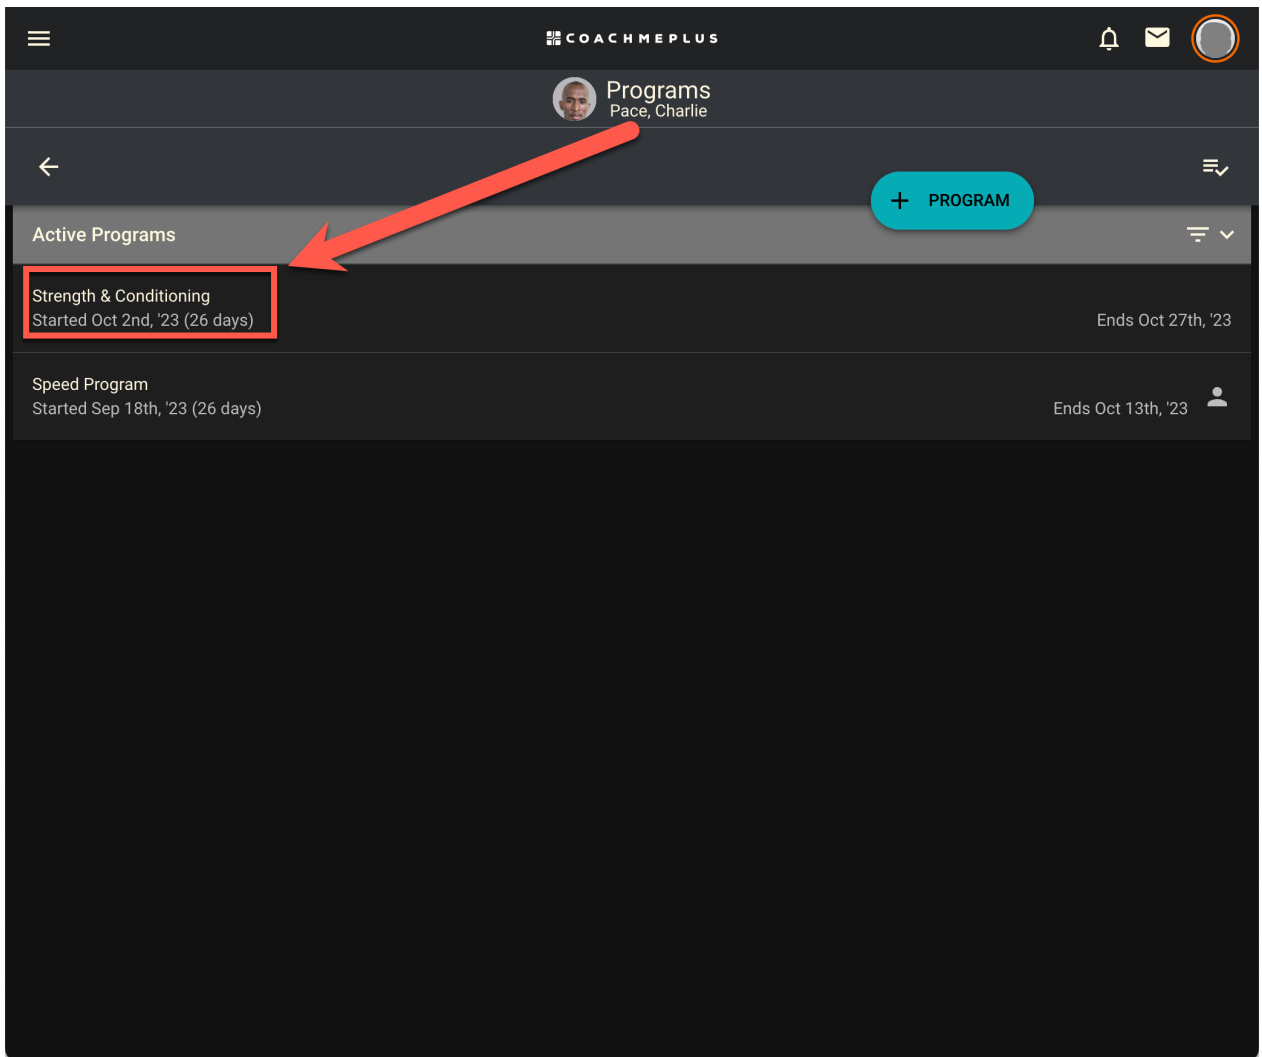 COACHMEPLUS
Programs
Pace, Charlie
PROGRAM
Active Programs
Strength & Conditioning
Started Oct 2nd, '23 (26 days)
Ends Oct 27th, '23
Speed Program
Started Sep 18th, '23 (26 days)
Ends Oct 13th, '23